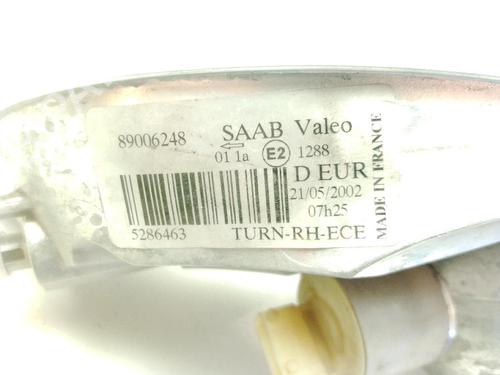 89006248 SAAB Valeo
01 1a E2 1288
D EUR
21/05/2002
07h25
5286463 TURN-RH-ECE
MADE IN FRANCE